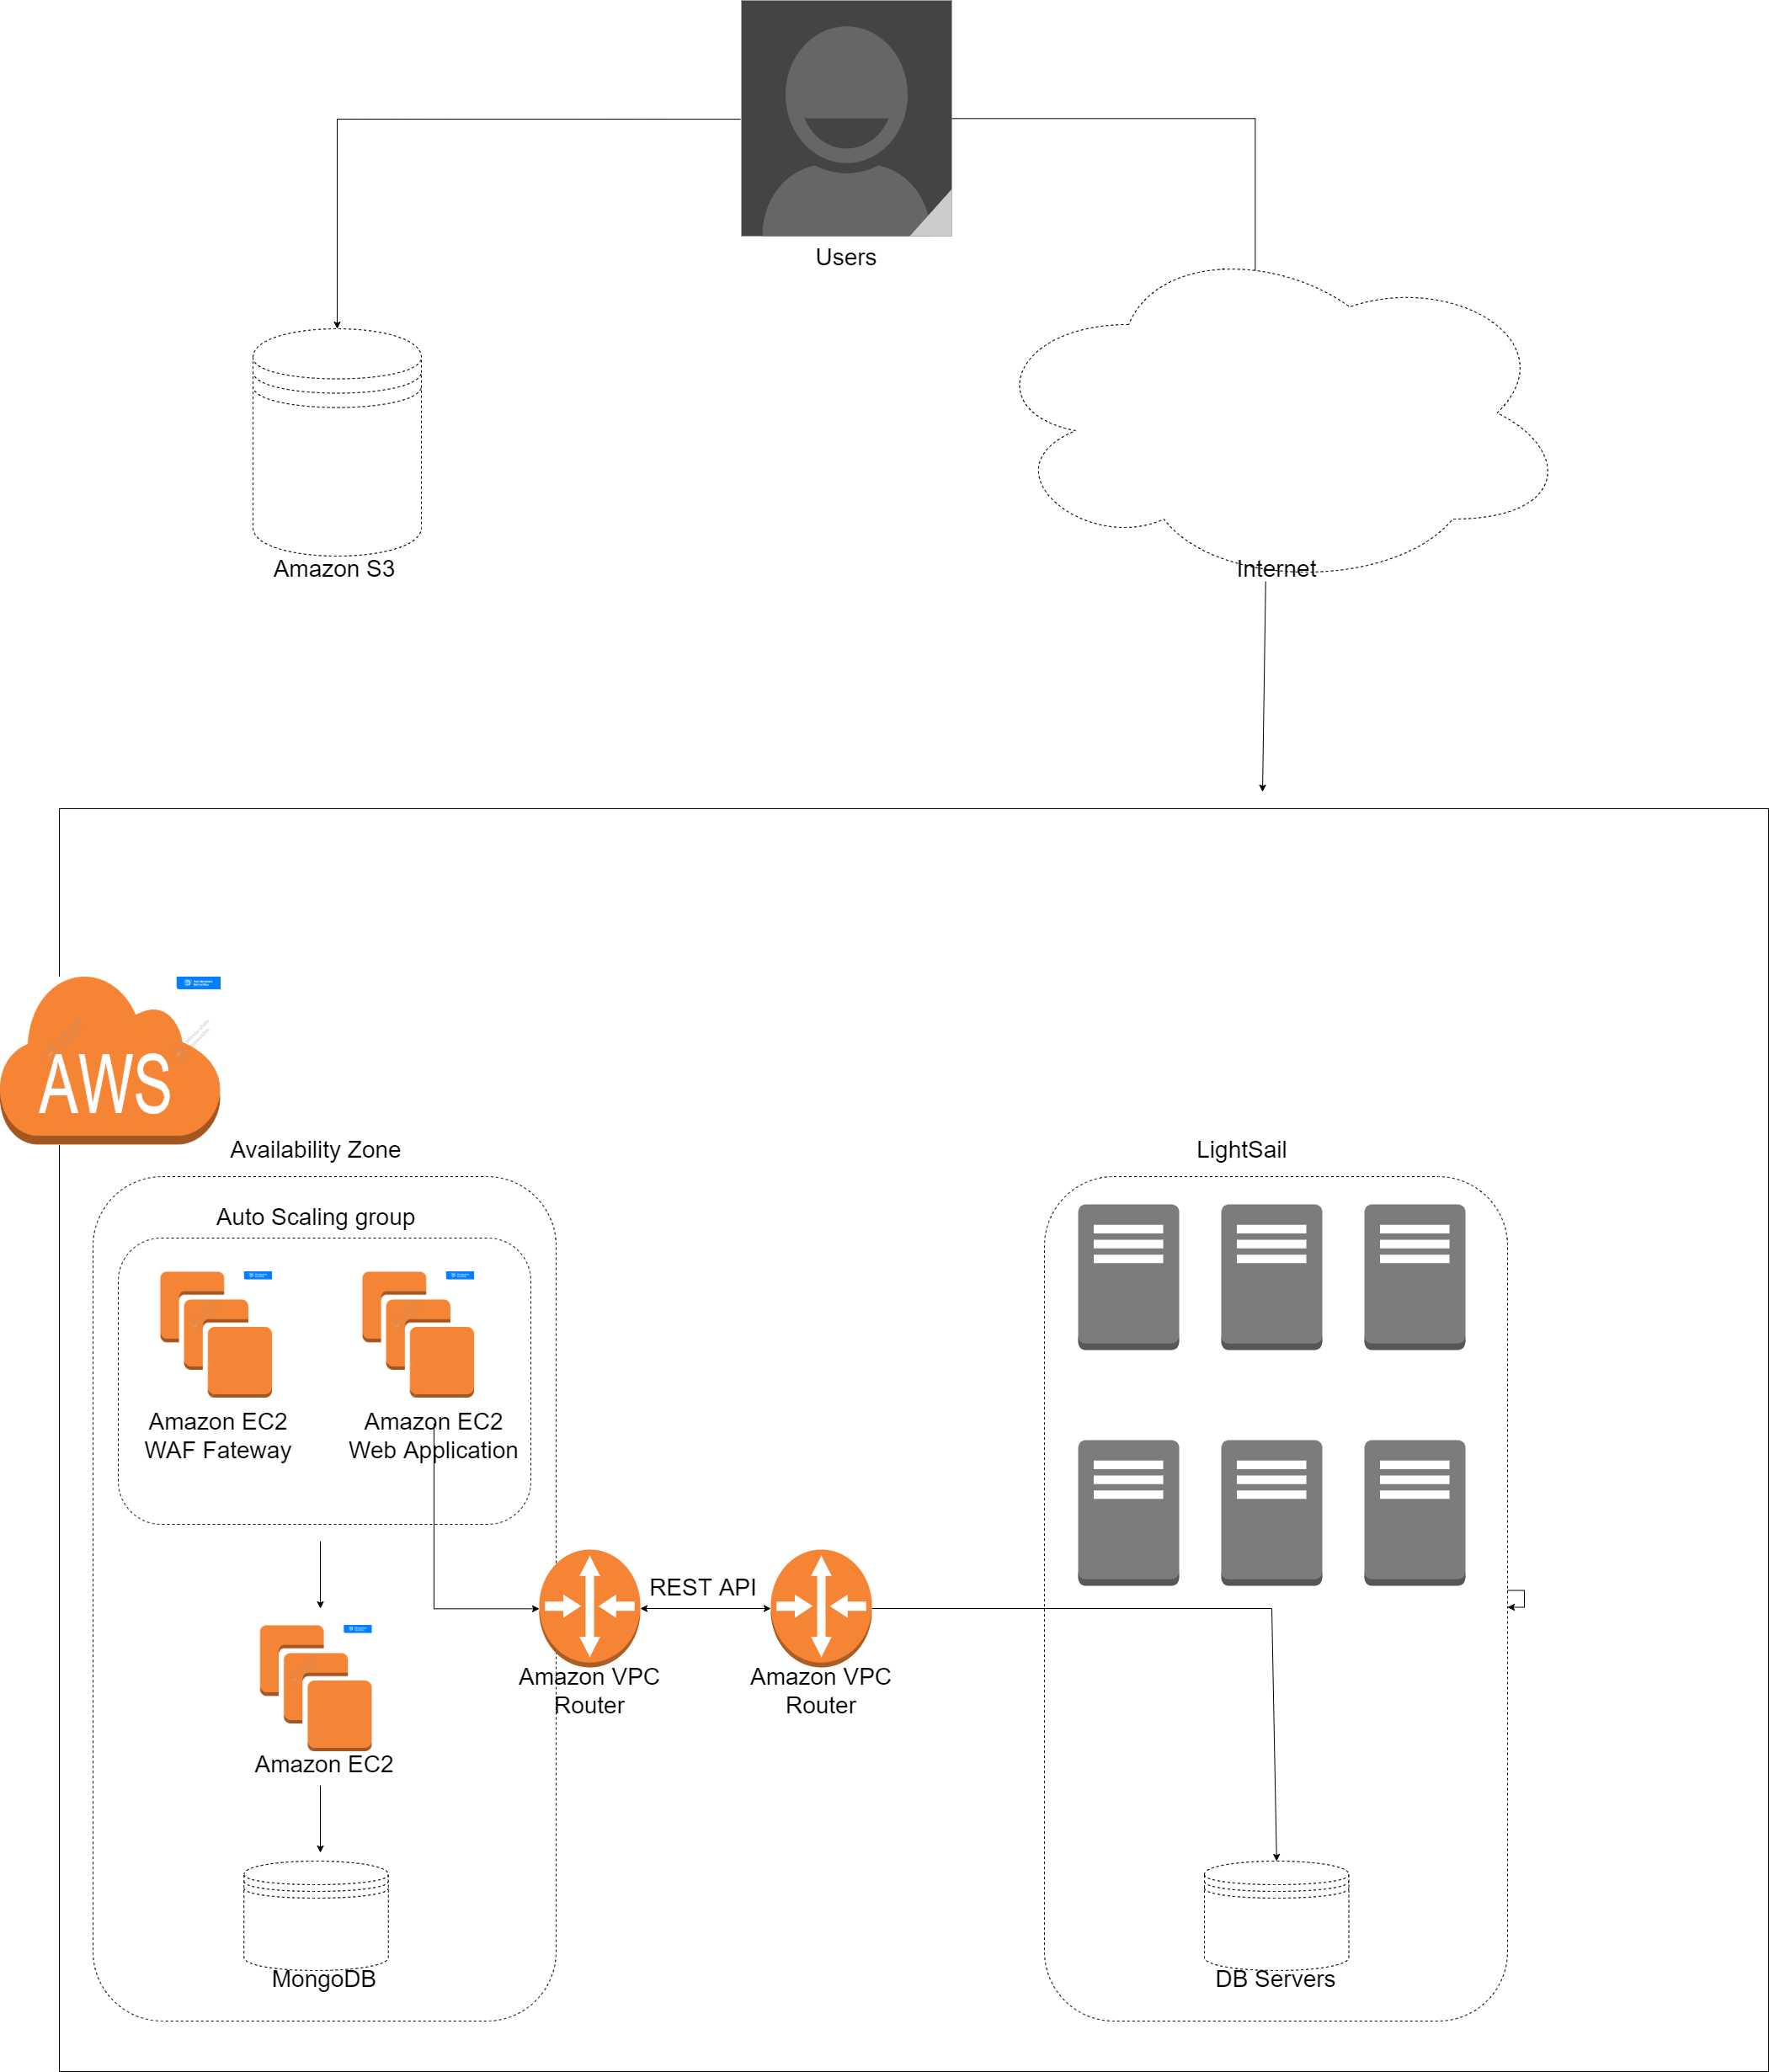 Users
Amazon S3
Internet
AWS
Availability Zone
LightSail
Auto Scaling group
Amazon EC2
WAF Fateway
Amazon EC2
Web Application
REST API
Amazon VPC
Router
Amazon VPC
Router
Amazon EC2
MongoDB
DB Servers